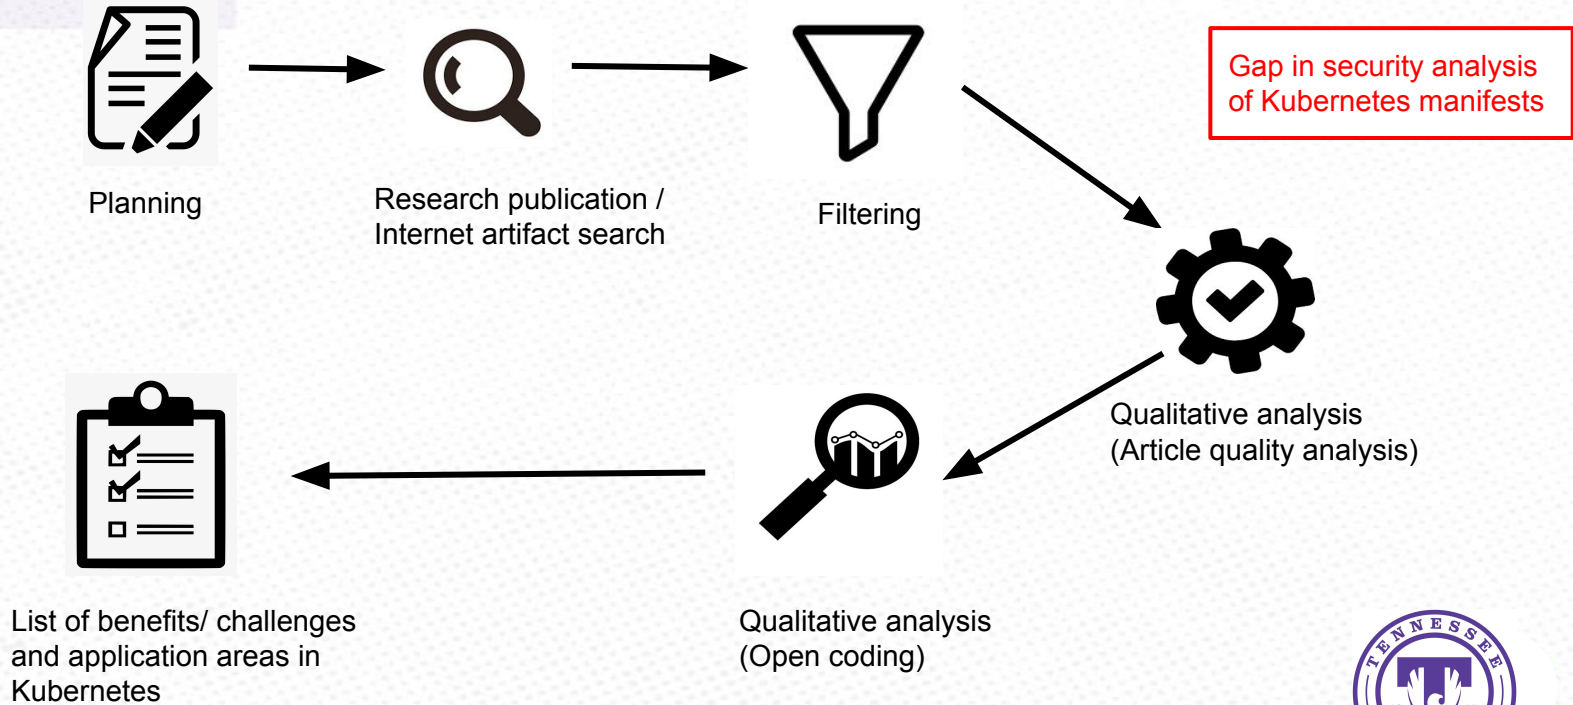 Gap in security analysis
of Kubernetes manifests
Planning
Research publication /
Internet artifact search
Filtering
Qualitative analysis
(Article quality analysis)
List of benefits/ challenges
and application areas in
Kubernetes
Qualitative analysis
(Open coding)
TENNESSEE